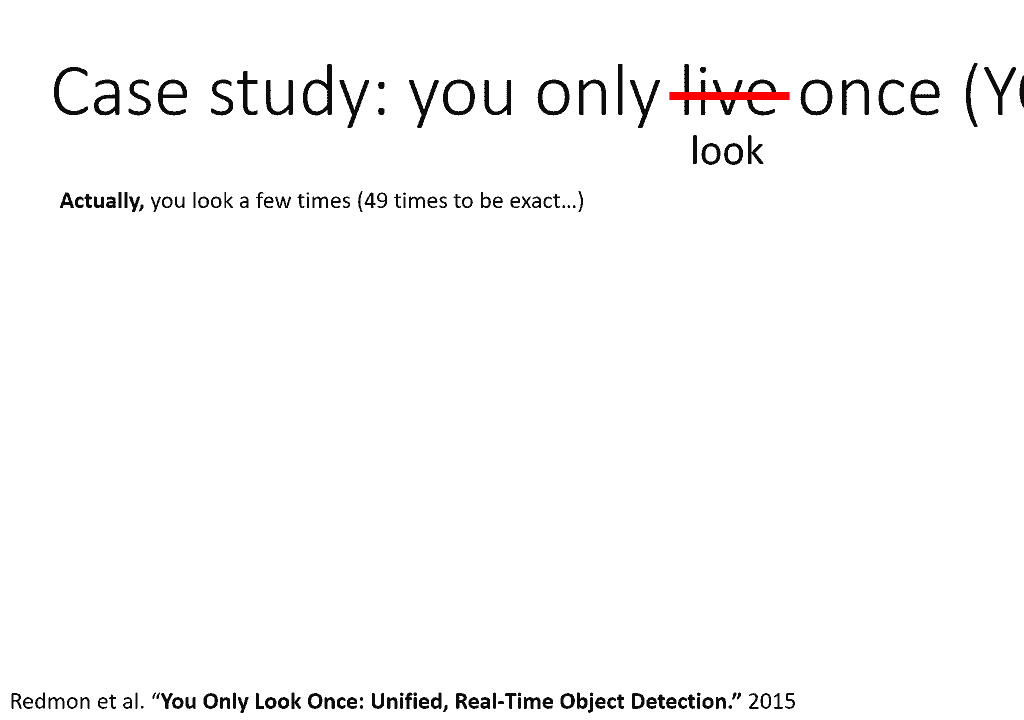 Case study: you only live once (Y
look
Actually, you look a few times (49 times to be exact…)
Redmon et al. “You Only Look Once: Unified, Real-Time Object Detection.” 2015